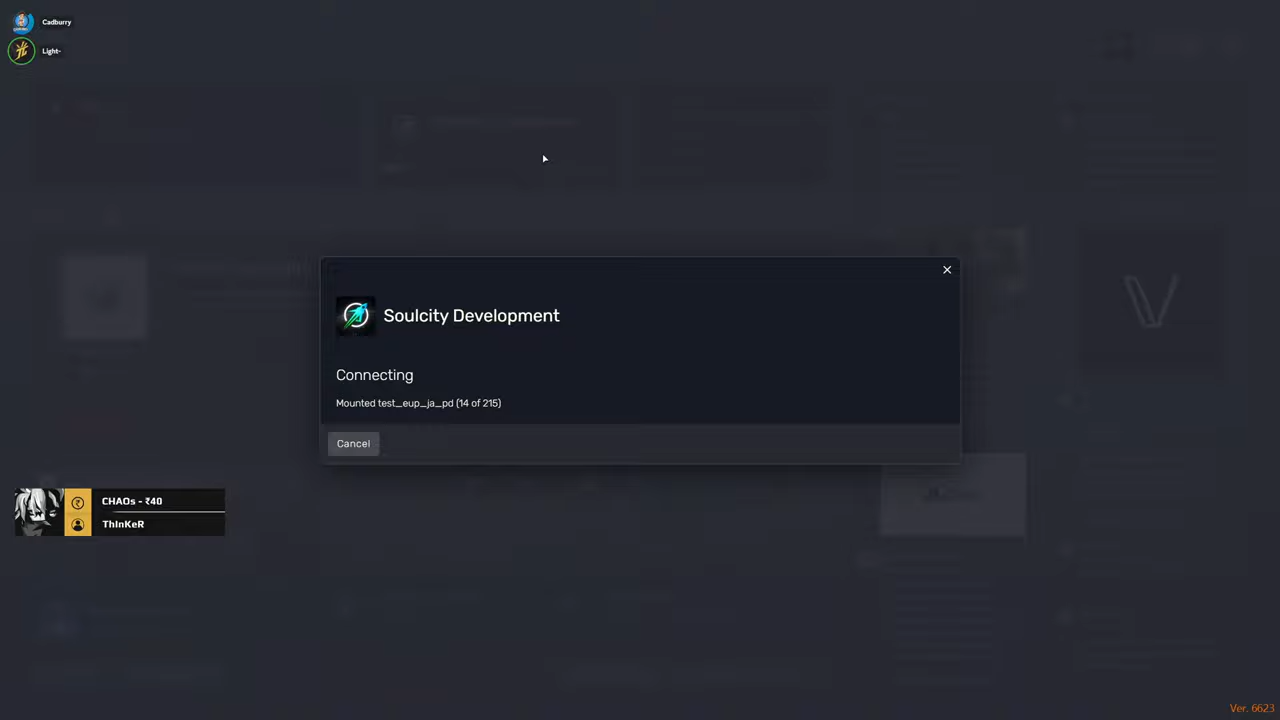 Cadburry
Light-
Soulcity Development
Connecting
Mounted test_eup_ja_pd (14 of 215)
Cancel
CHAOs - ₹40
ThInKeR
Ver. 6623